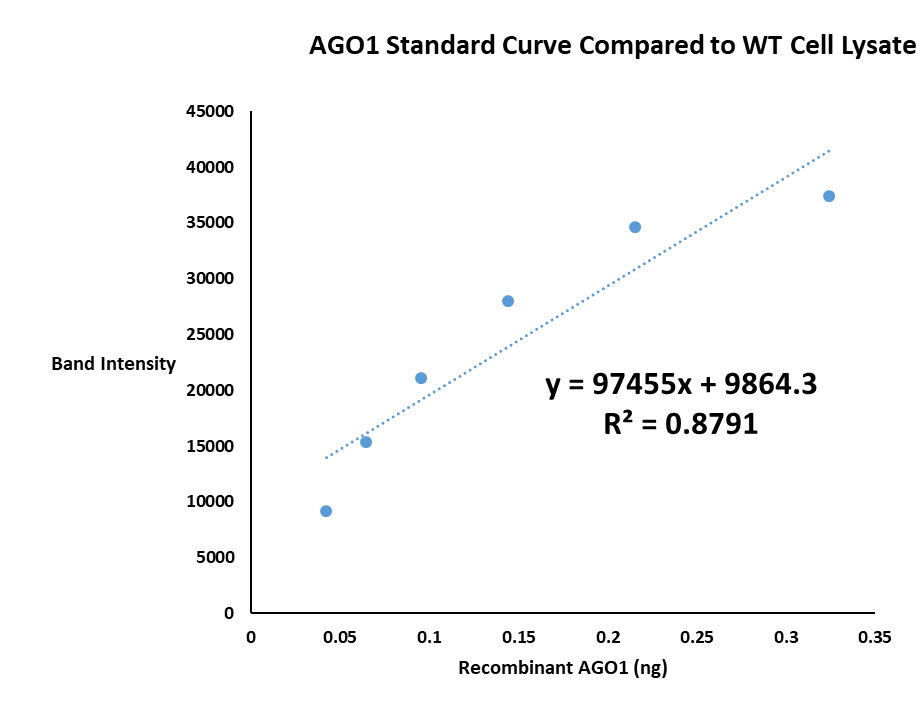 AGO1 Standard Curve Compared to WT Cell Lysate
45000
40000
35000
30000
25000
Band Intensity
20000
15000
10000
5000
0
y = 97455x + 9864.3
R² = 0.8791
0 0.05 0.1 0.15 0.2 0.25 0.3 0.35
Recombinant AGO1 (ng)